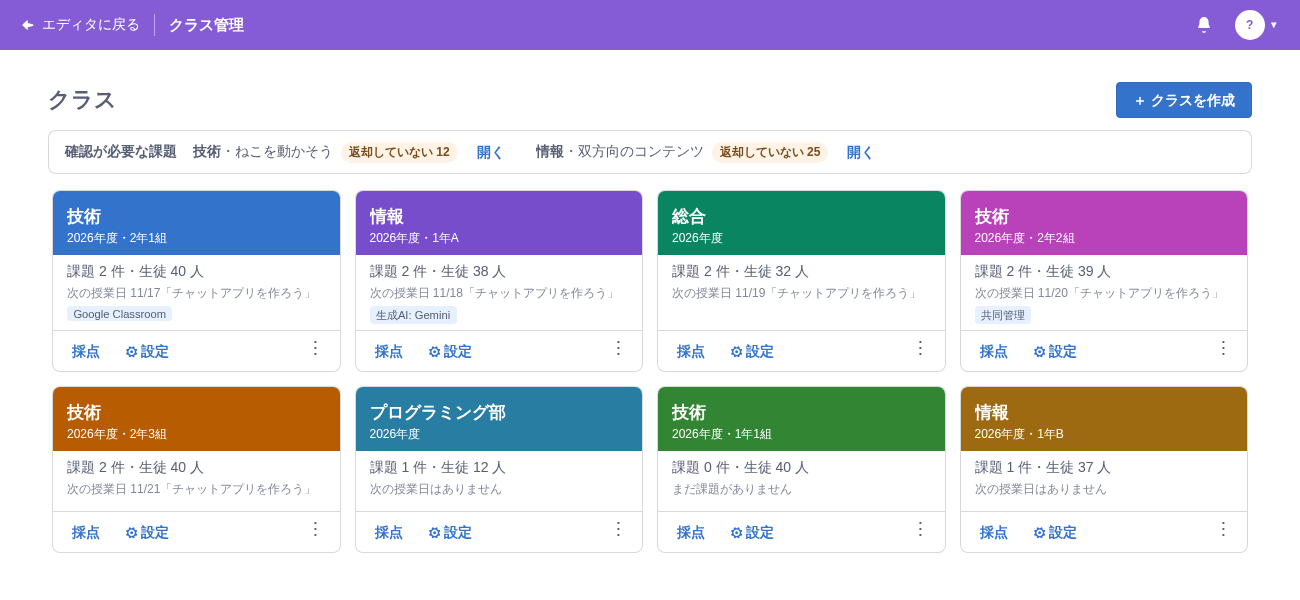 エディタに戻る
クラス管理
?
クラス
+ クラスを作成
確認が必要な課題 技術・ねこを動かそう 返却していない 12 開く 情報・双方向のコンテンツ 返却していない 25 開く
技術
2026年度・2年1組
課題 2 件・生徒 40 人
次の授業日 11/17「チャットアプリを作ろう」
Google Classroom
採点 設定
情報
2026年度・1年A
課題 2 件・生徒 38 人
次の授業日 11/18「チャットアプリを作ろう」
生成AI: Gemini
採点 設定
総合
2026年度
課題 2 件・生徒 32 人
次の授業日 11/19「チャットアプリを作ろう」
採点 設定
技術
2026年度・2年2組
課題 2 件・生徒 39 人
次の授業日 11/20「チャットアプリを作ろう」
共同管理
採点 設定
技術
2026年度・2年3組
課題 2 件・生徒 40 人
次の授業日 11/21「チャットアプリを作ろう」
採点 設定
プログラミング部
2026年度
課題 1 件・生徒 12 人
次の授業日はありません
採点 設定
技術
2026年度・1年1組
課題 0 件・生徒 40 人
まだ課題がありません
採点 設定
情報
2026年度・1年B
課題 1 件・生徒 37 人
次の授業日はありません
採点 設定